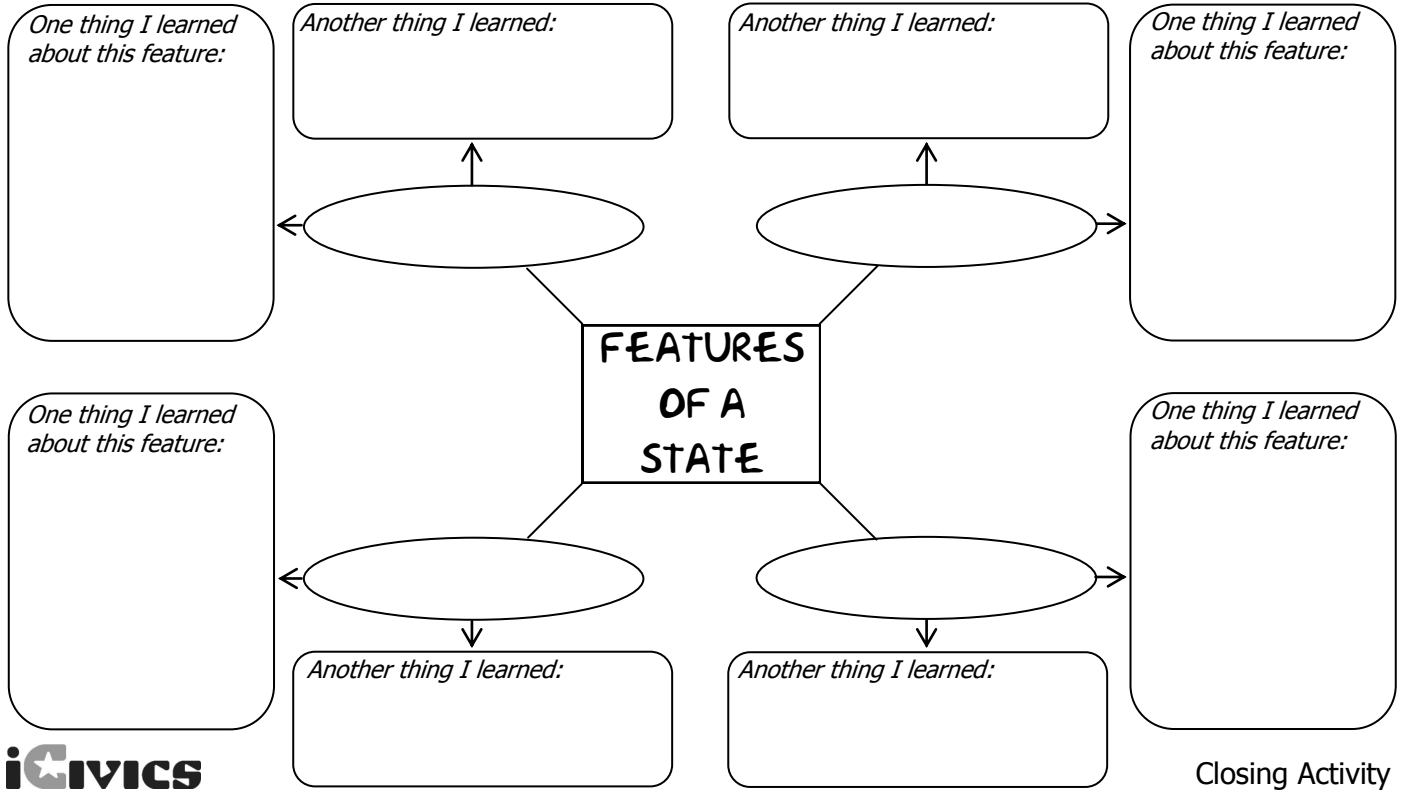 One thing I learned
about this feature:
Another thing I learned:
Another thing I learned:
One thing I learned
about this feature:
FEATURES
OF A
STATE
One thing I learned
about this feature:
One thing I learned
about this feature:
Another thing I learned:
Another thing I learned:
iCIVICS
Closing Activity